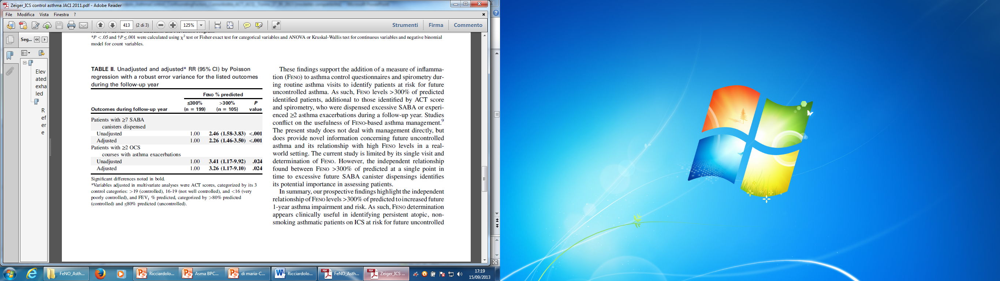 Zeiger_ICS control asthma JACI 2011.pdf - Adobe Reader
File Modifica Vista Finestra ?
413 (2 di 3) 125% Strumenti Firma Commento
Seg...
Elev
ated
exha
led
R
ef
er
e
*P < .05 and †P ≤ .001 were calculated using χ² test or Fisher exact test for categorical variables and ANOVA or Kruskal-Wallis test for continuous variables and negative binomial
model for count variables.
TABLE II. Unadjusted and adjusted* RR (95% CI) by Poisson
regression with a robust error variance for the listed outcomes
during the follow-up year
FENO % predicted
≤300% >300% P
Outcomes during follow-up year (n = 199) (n = 105) value
Patients with ≥7 SABA
canisters dispensed
Unadjusted 1.00 2.46 (1.58-3.83) <.001
Adjusted 1.00 2.26 (1.46-3.50) <.001
Patients with ≥2 OCS
courses with asthma exacerbations
Unadjusted 1.00 3.41 (1.17-9.92) .024
Adjusted 1.00 3.26 (1.17-9.10) .024
Significant differences noted in bold.
*Variables adjusted in multivariate analyses were ACT scores, categorized by its 3
control categories: >19 (controlled), 16-19 (not well controlled), and <16 (very
poorly controlled), and FEV₁ % predicted, categorized by >80% predicted
(controlled) and ≤80% predicted (uncontrolled).
These findings support the addition of a measure of inflamma-
tion (FENO) to asthma control questionnaires and spirometry dur-
ing routine asthma visits to identify patients at risk for future
uncontrolled asthma. As such, FENO levels >300% of predicted
identified patients, additional to those identified by ACT score
and spirometry, who were dispensed excessive SABA or experi-
enced ≥2 asthma exacerbations during a follow-up year. Studies
conflict on the usefulness of FENO-based asthma management.⁹
The present study does not deal with management directly, but
does provide novel information concerning future uncontrolled
asthma and its relationship with high FENO levels in a real-
world setting. The current study is limited by its single visit and
determination of FENO. However, the independent relationship
found between FENO >300% of predicted at a single point in
time to excessive future SABA canister dispensings identifies
its potential importance in assessing patients.
In summary, our prospective findings highlight the independent
relationship of FENO levels >300% of predicted to increased future
1-year asthma impairment and risk. As such, FENO determination
appears clinically useful in identifying persistent atopic, non-
smoking asthmatic patients on ICS at risk for future uncontrolled
FeNO_Asth... Ricciardolo... Asma BPC... di maria-C... Ricciardolo... FeNO_Asth... Zeiger_ICS ... 17:19
15/09/2013